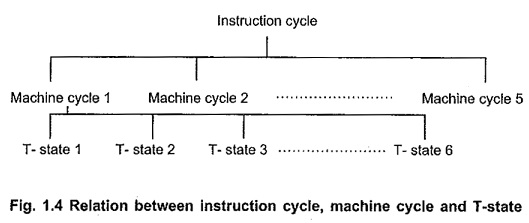 Instruction cycle
Machine cycle 1 Machine cycle 2 ........................ Machine cycle 5
T- state 1 T- state 2 T- state 3 ........................ T- state 6
Fig. 1.4 Relation between instruction cycle, machine cycle and T-state